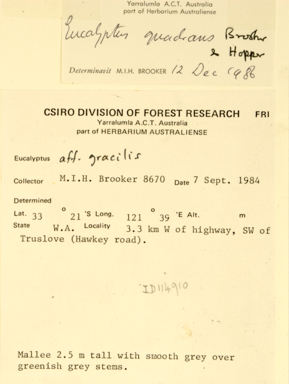 Yarralumla A.C.T. Australia
part of Herbarium Australiense
Eucalyptus quadrans Brooker
& Hopper
Determinavit M.I.H. BROOKER 12 Dec 1988
CSIRO DIVISION OF FOREST RESEARCH FRI
Yarralumla A.C.T. Australia
part of HERBARIUM AUSTRALIENSE
Eucalyptus aff. gracilis
Collector M.I.H. Brooker 8670 Date 7 Sept. 1984
Determined
Lat. 33 ° 21 'S Long. 121 ° 39 'E Alt. m
State W.A. Locality 3.3 km W of highway, SW of
Truslove (Hawkey road).
ID114910
Mallee 2.5 m tall with smooth grey over
greenish grey stems.